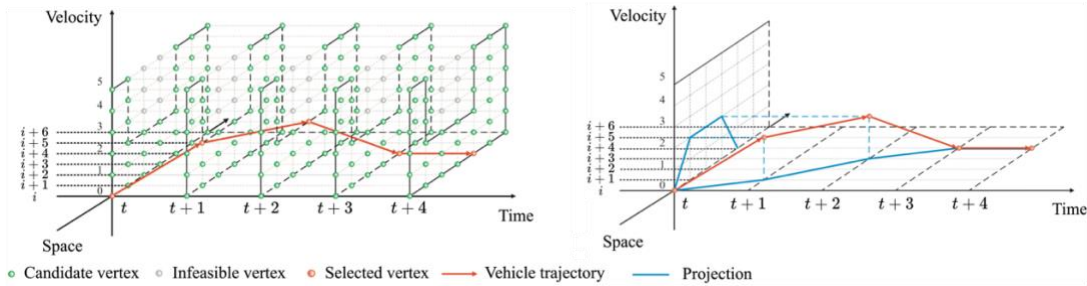 Velocity
5
4
3
2
1
0
i + 6
i + 5
i + 4
i + 3
i + 2
i + 1
i
t
t + 1
t + 2
t + 3
t + 4
Time
Space
Velocity
5
4
3
2
1
0
+ 6
+ 5
+ 4
+ 3
+ 2
+ 1
i
t
t + 1
t + 2
t + 3
t + 4
Time
Space
Candidate vertex
Infeasible vertex
Selected vertex
Vehicle trajectory
Projection